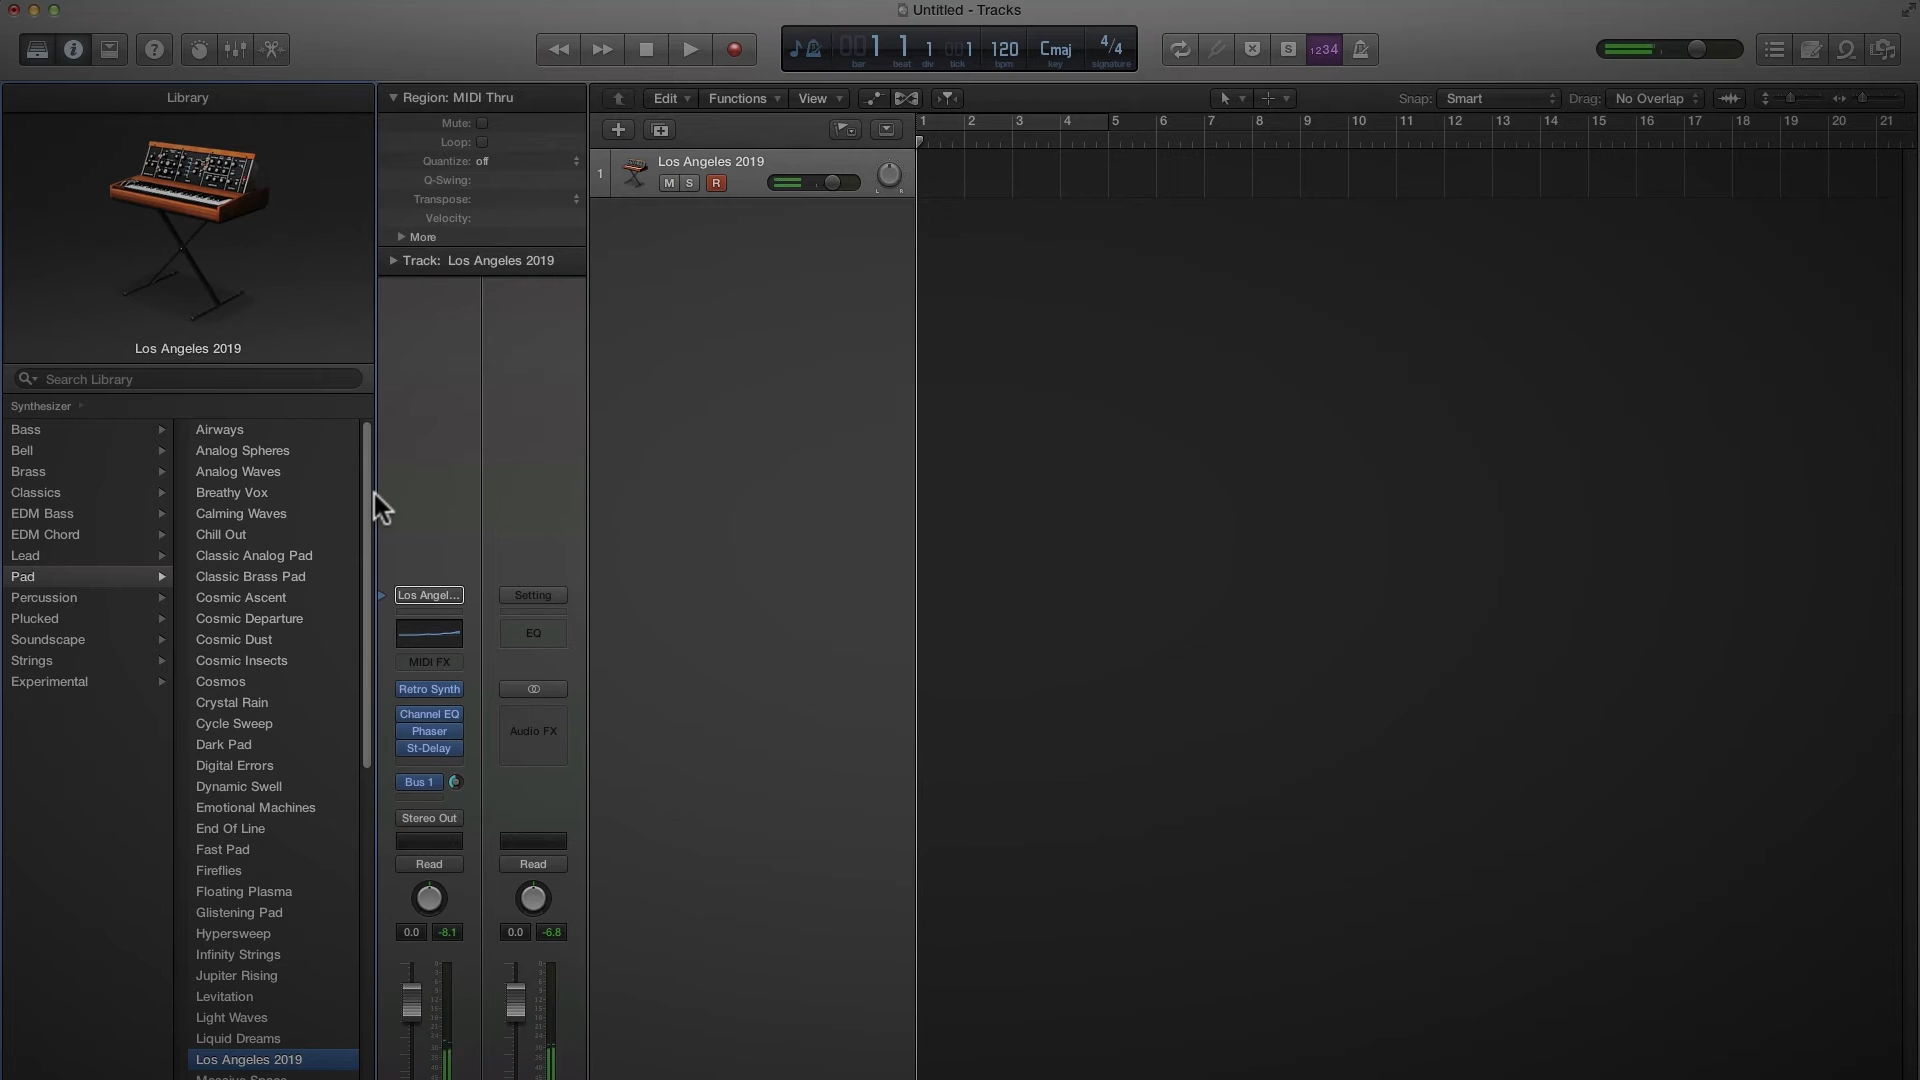 Untitled - Tracks
001 1 1 001 120 Cmaj 4/4
bar beat div tick bpm key signature
S 1234
Library
Region: MIDI Thru
Edit Functions View
Snap: Smart Drag: No Overlap
Mute:
Loop:
Quantize: off
Q-Swing:
Transpose:
Velocity:
More
Track: Los Angeles 2019
1 2 3 4 5 6 7 8 9 10 11 12 13 14 15 16 17 18 19 20 21
1 Los Angeles 2019
M S R
L R
Los Angeles 2019
Search Library
Synthesizer
Bass
Bell
Brass
Classics
EDM Bass
EDM Chord
Lead
Pad
Percussion
Plucked
Soundscape
Strings
Experimental
Airways
Analog Spheres
Analog Waves
Breathy Vox
Calming Waves
Chill Out
Classic Analog Pad
Classic Brass Pad
Cosmic Ascent
Cosmic Departure
Cosmic Dust
Cosmic Insects
Cosmos
Crystal Rain
Cycle Sweep
Dark Pad
Digital Errors
Dynamic Swell
Emotional Machines
End Of Line
Fast Pad
Fireflies
Floating Plasma
Glistening Pad
Hypersweep
Infinity Strings
Jupiter Rising
Levitation
Light Waves
Liquid Dreams
Los Angeles 2019
Los Angel...
MIDI FX
Retro Synth
Channel EQ
Phaser
St-Delay
Bus 1
Stereo Out
Read
0.0 -8.1
Setting
EQ
Audio FX
Read
0.0 -6.8